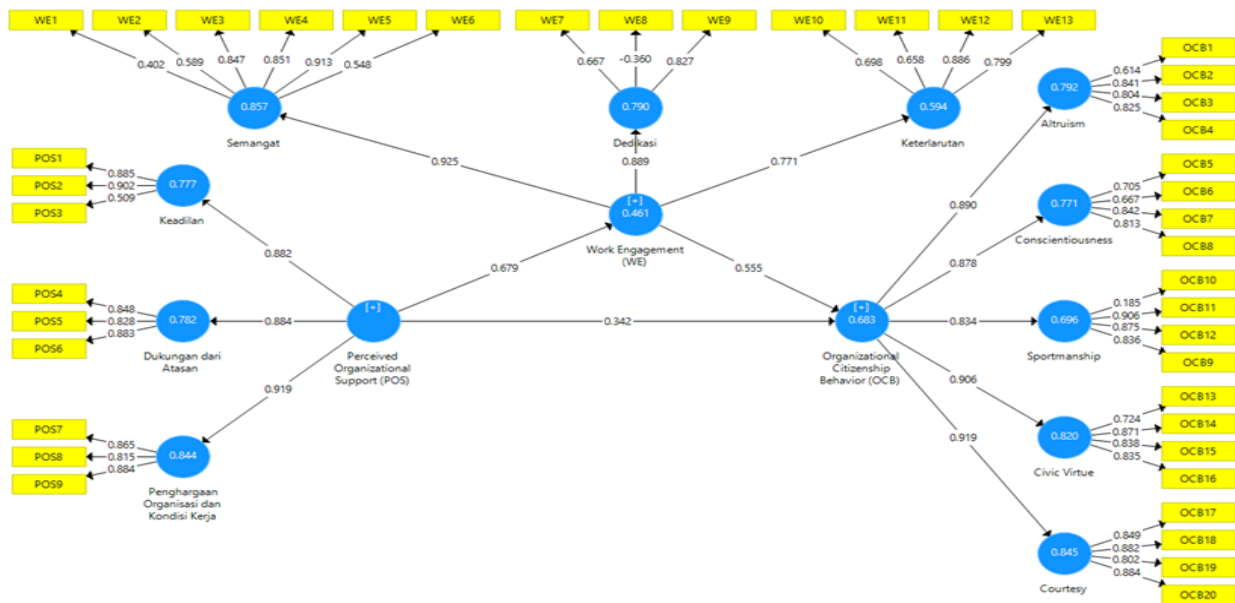 WE1 WE2 WE3 WE4 WE5 WE6 WE7 WE8 WE9 WE10 WE11 WE12 WE13
0.402 0.589 0.847 0.851 0.913 0.548
0.667 -0.360 0.827
0.698 0.658 0.886 0.799
0.857
Semangat
0.790
Dedikasi
0.594
Keterlarutan
OCB1
OCB2
OCB3
OCB4
0.614
0.841
0.804
0.825
0.792
Altruism
POS1
POS2
POS3
0.885
0.902
0.509
0.777
Keadilan
0.925
0.889
0.771
[+]
0.461
Work Engagement
(WE)
0.890
OCB5
OCB6
OCB7
OCB8
0.705
0.667
0.842
0.813
0.771
Conscientiousness
0.882
0.679
0.555
0.878
POS4
POS5
POS6
0.848
0.828
0.883
0.782
Dukungan dari
Atasan
0.884
[+]
Perceived
Organizational
Support (POS)
0.342
[+]
0.683
Organizational
Citizenship
Behavior (OCB)
0.834
OCB10
OCB11
OCB12
OCB9
0.185
0.906
0.875
0.836
0.696
Sportmanship
0.919
0.906
0.919
POS7
POS8
POS9
0.865
0.815
0.884
0.844
Penghargaan
Organisasi dan
Kondisi Kerja
OCB13
OCB14
OCB15
OCB16
0.724
0.871
0.838
0.835
0.820
Civic Virtue
OCB17
OCB18
OCB19
OCB20
0.849
0.882
0.802
0.884
0.845
Courtesy